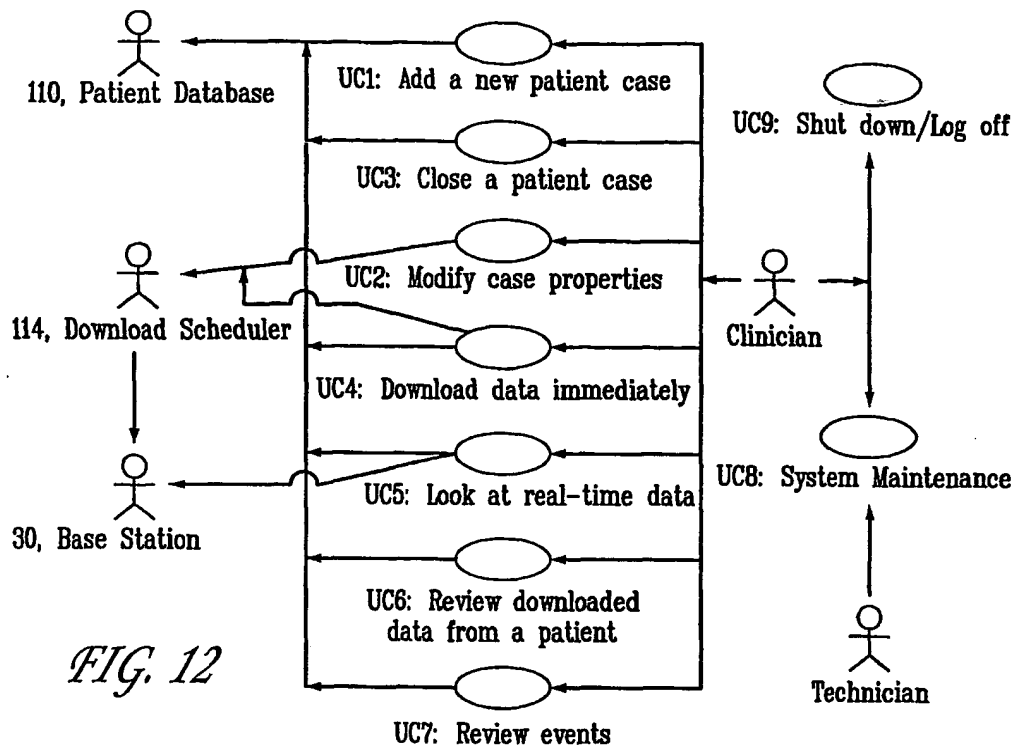 110, Patient Database
UC1: Add a new patient case
UC9: Shut down/Log off
UC3: Close a patient case
UC2: Modify case properties
114, Download Scheduler
Clinician
UC4: Download data immediately
UC8: System Maintenance
UC5: Look at real-time data
30, Base Station
UC6: Review downloaded
data from a patient
FIG. 12
Technician
UC7: Review events